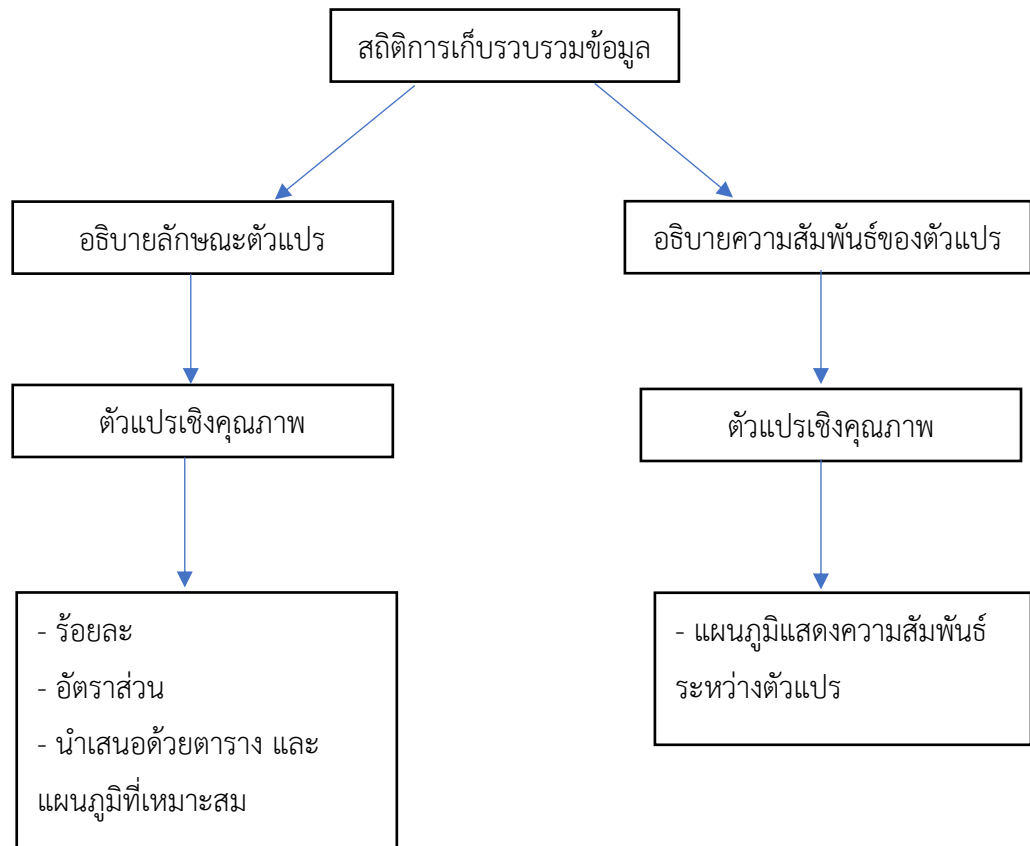 สถิติการเก็บรวบรวมข้อมูล
อธิบายลักษณะตัวแปร
อธิบายความสัมพันธ์ของตัวแปร
ตัวแปรเชิงคุณภาพ
ตัวแปรเชิงคุณภาพ
- ร้อยละ
- อัตราส่วน
- นำเสนอด้วยตาราง และ
แผนภูมิที่เหมาะสม
- แผนภูมิแสดงความสัมพันธ์
ระหว่างตัวแปร